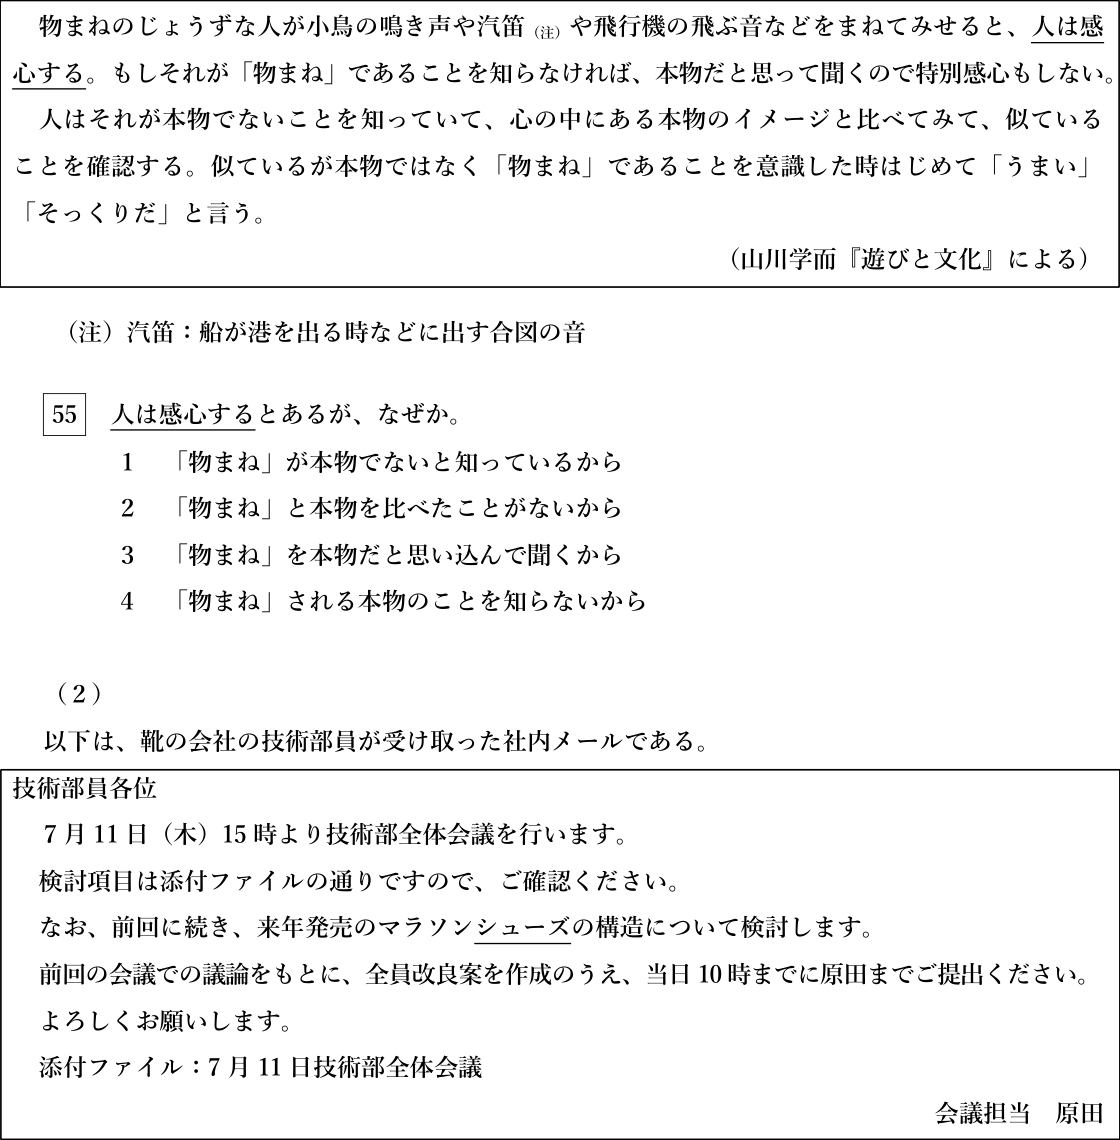 物まねのじょうずな人が小鳥の鳴き声や汽笛（注）や飛行機の飛ぶ音などをまねてみせると、人は感
心する。もしそれが「物まね」であることを知らなければ、本物だと思って聞くので特別感心もしない。
人はそれが本物でないことを知っていて、心の中にある本物のイメージと比べてみて、似ている
ことを確認する。似ているが本物ではなく「物まね」であることを意識した時はじめて「うまい」
「そっくりだ」と言う。
（山川学而『遊びと文化』による）
（注）汽笛：船が港を出る時などに出す合図の音
55 人は感心するとあるが、なぜか。
1 「物まね」が本物でないと知っているから
2 「物まね」と本物を比べたことがないから
3 「物まね」を本物だと思い込んで聞くから
4 「物まね」される本物のことを知らないから
（２）
以下は、靴の会社の技術部員が受け取った社内メールである。
技術部員各位
7月11日（木）15時より技術部全体会議を行います。
検討項目は添付ファイルの通りですので、ご確認ください。
なお、前回に続き、来年発売のマラソンシューズの構造について検討します。
前回の会議での議論をもとに、全員改良案を作成のうえ、当日10時までに原田までご提出ください。
よろしくお願いします。
添付ファイル：7月11日技術部全体会議
会議担当　原田